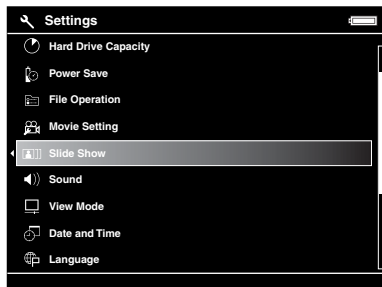 Settings
Hard Drive Capacity
Power Save
File Operation
Movie Setting
Slide Show
Sound
View Mode
Date and Time
Language